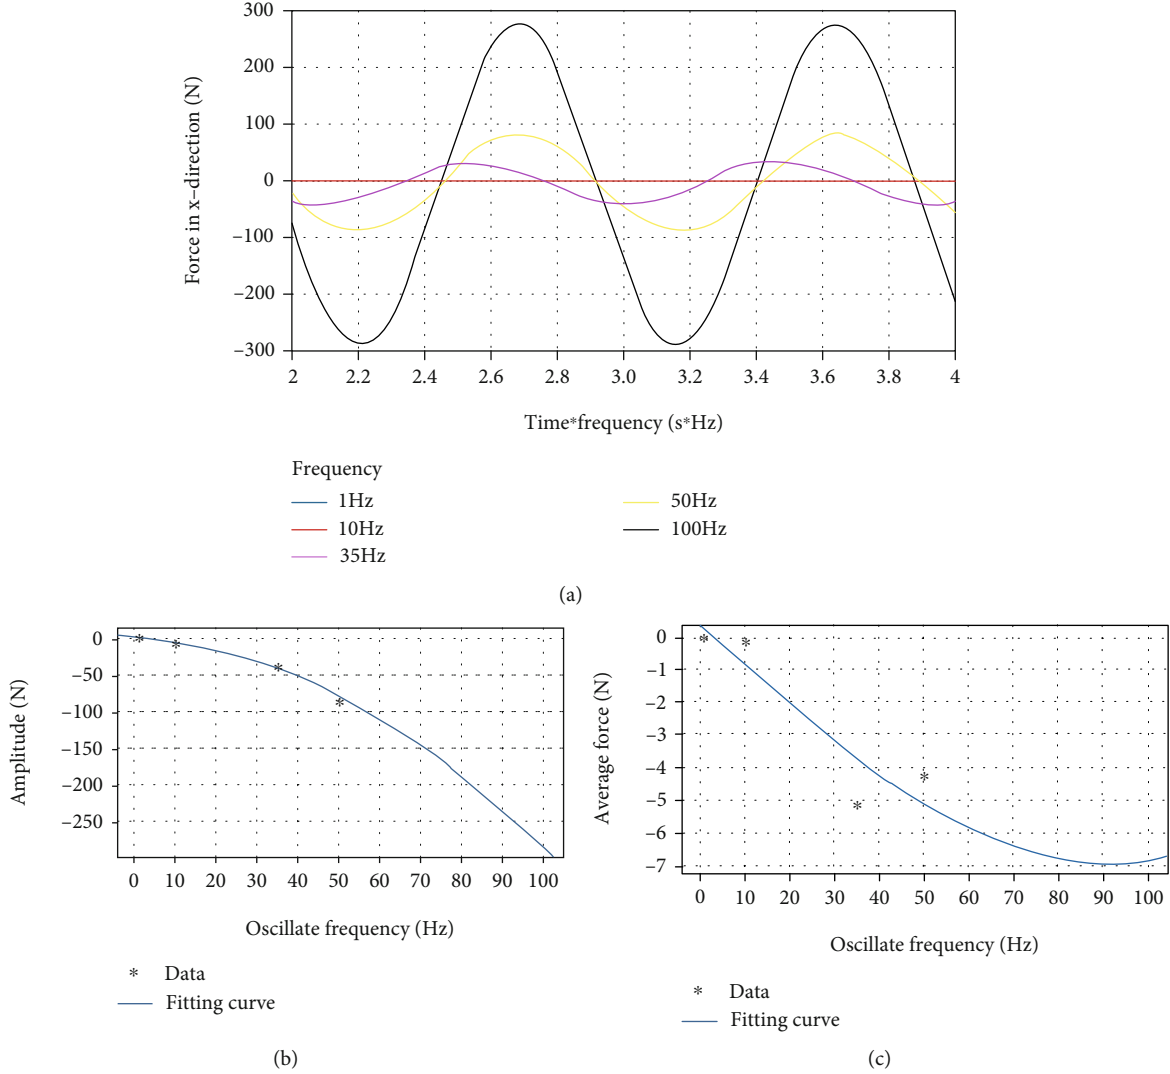 300
200
100
0
−100
−200
−300
Force in x–direction (N)
2 2.2 2.4 2.6 2.8 3.0 3.2 3.4 3.6 3.8 4
Time*frequency (s*Hz)
Frequency
1Hz
10Hz
35Hz
50Hz
100Hz
(a)
0
−50
−100
−150
−200
−250
Amplitude (N)
0 10 20 30 40 50 60 70 80 90 100
Oscillate frequency (Hz)
* Data
Fitting curve
(b)
0
−1
−2
−3
−4
−5
−6
−7
Average force (N)
0 10 20 30 40 50 60 70 80 90 100
Oscillate frequency (Hz)
* Data
Fitting curve
(c)